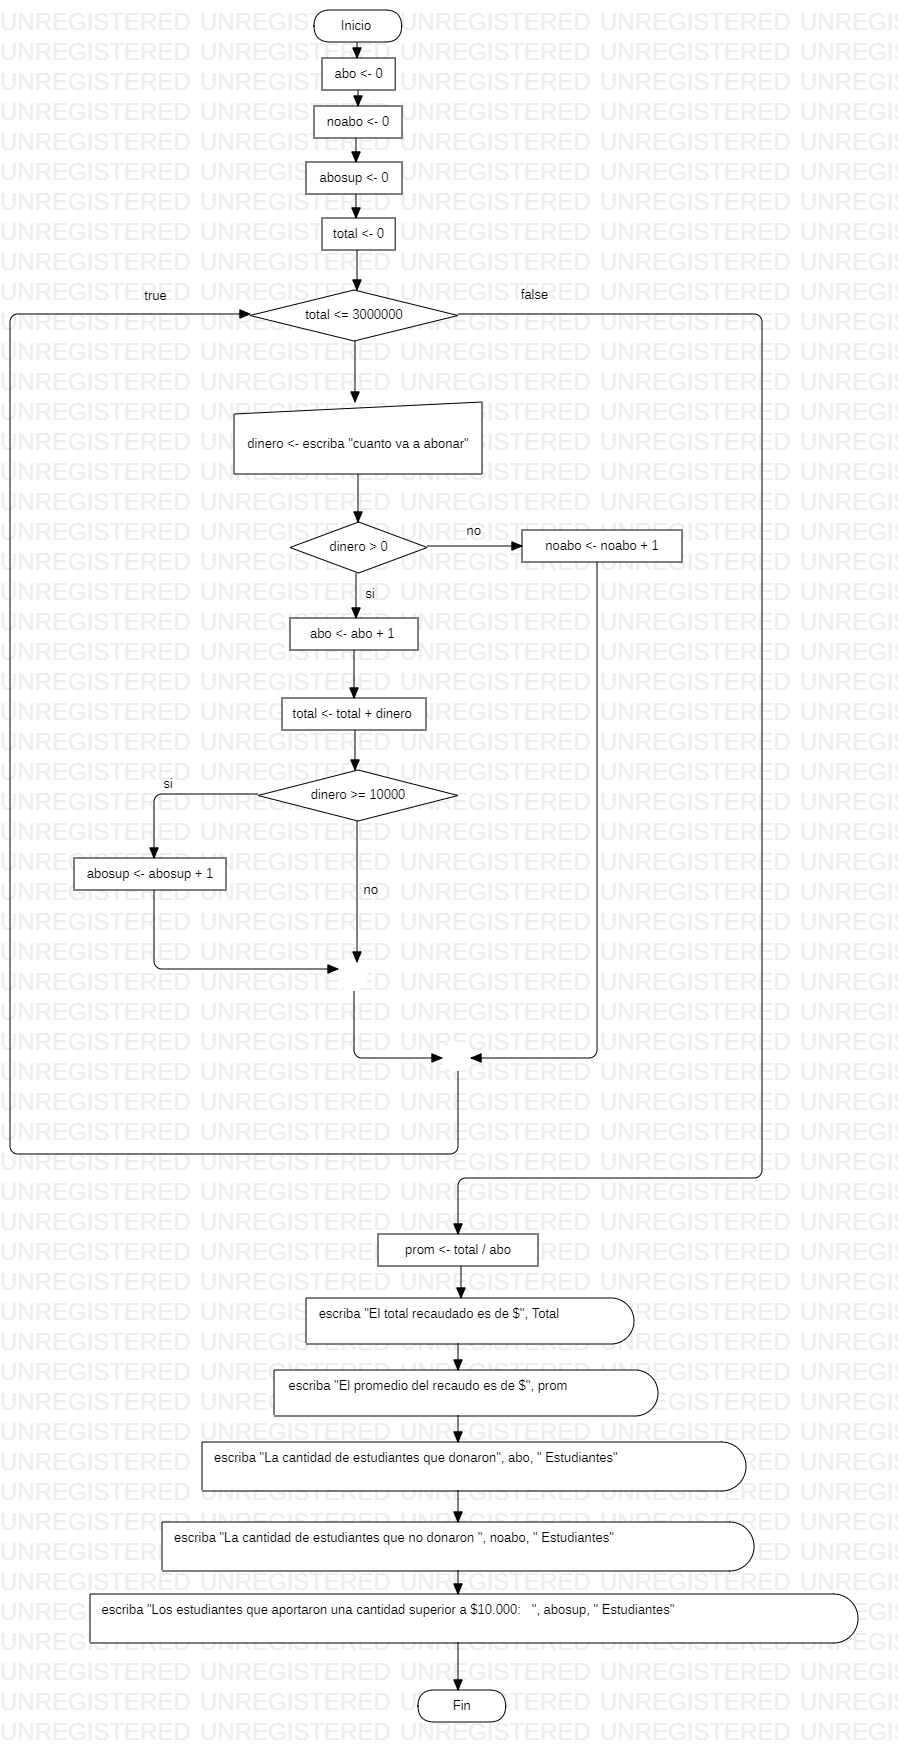 Inicio
abo <- 0
noabo <- 0
abosup <- 0
total <- 0
true
false
total <= 3000000
dinero <- escriba "cuanto va a abonar"
no
dinero > 0
noabo <- noabo + 1
si
abo <- abo + 1
total <- total + dinero
si
dinero >= 10000
abosup <- abosup + 1
no
prom <- total / abo
escriba "El total recaudado es de $", Total
escriba "El promedio del recaudo es de $", prom
escriba "La cantidad de estudiantes que donaron", abo, " Estudiantes"
escriba "La cantidad de estudiantes que no donaron ", noabo, " Estudiantes"
escriba "Los estudiantes que aportaron una cantidad superior a $10.000:   ", abosup, " Estudiantes"
Fin
UNREGISTERED